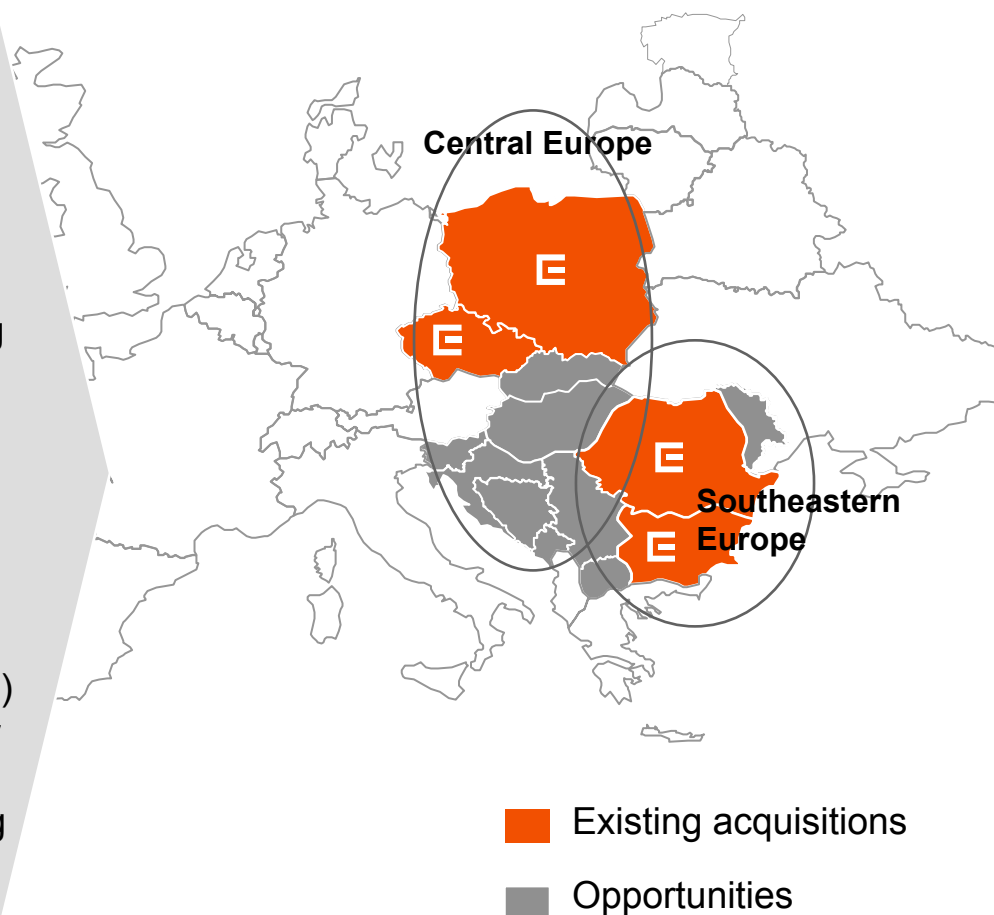 Central Europe
g
Southeastern
Europe
)
g
Existing acquisitions
Opportunities